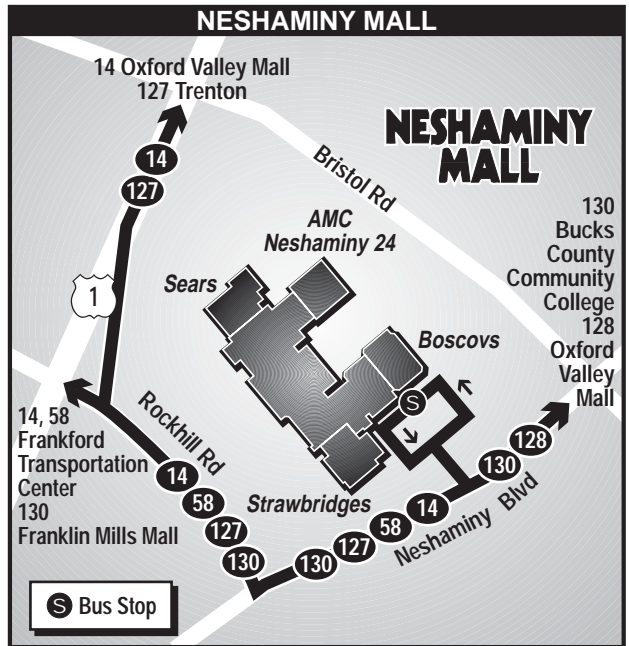 NESHAMINY MALL
14 Oxford Valley Mall
127 Trenton
NESHAMINY
MALL
14
127
Bristol Rd
130
Bucks
County
Community
College
128
Oxford
Valley
Mall
AMC
Neshaminy 24
Sears
1
Boscovs
S
14, 58
Frankford
Transportation
Center
130
Franklin Mills Mall
Rockhill Rd
14
58
127
130
Strawbridges
130
127
58
14
130
128
Neshaminy Blvd
S Bus Stop